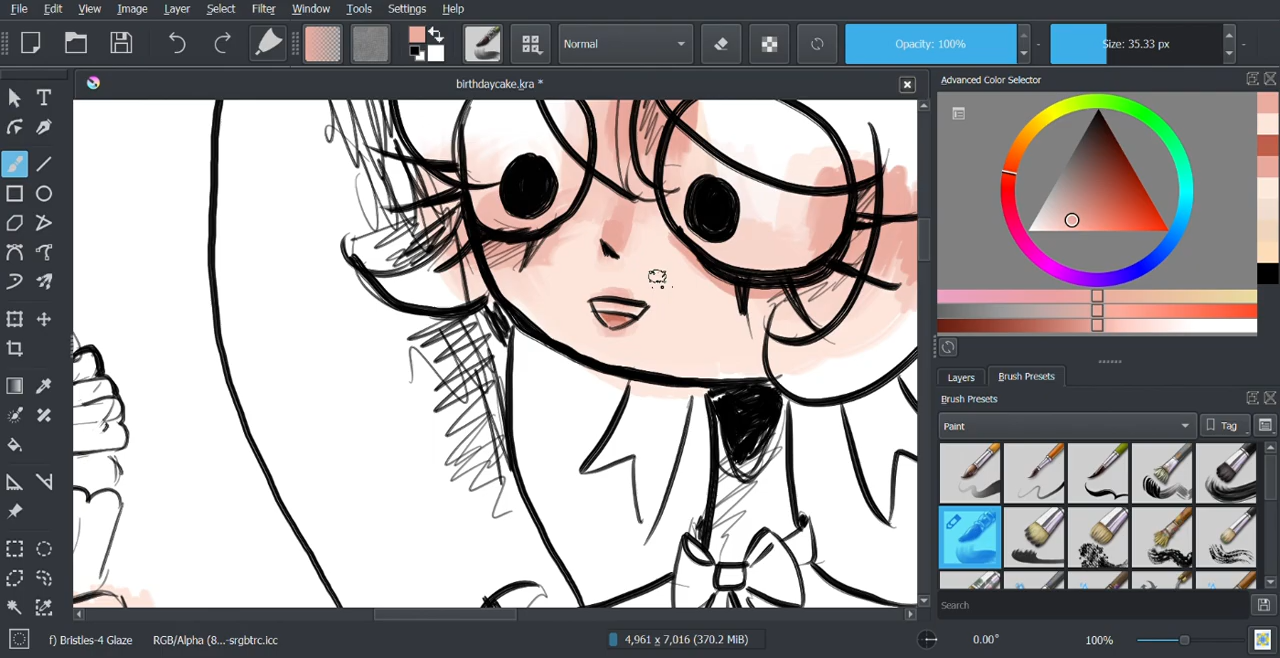 File Edit View Image Layer Select Filter Window Tools Settings Help
Normal Opacity: 100% Size: 35.33 px
birthdaycake.kra *
Advanced Color Selector
Layers Brush Presets
Brush Presets
Paint Tag
Search
f) Bristles-4 Glaze RGB/Alpha (8...-srgbtrc.icc 4,961 x 7,016 (370.2 MiB) 0.00° 100%